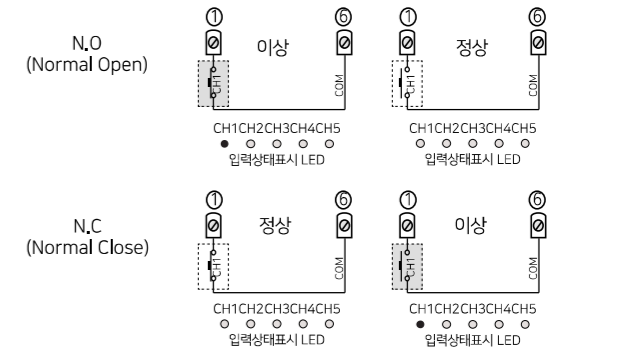 ① ⑥ ① ⑥
N.O
(Normal Open)
이상 정상
CH1 COM CH1 COM
CH1CH2CH3CH4CH5 CH1CH2CH3CH4CH5
입력상태표시 LED 입력상태표시 LED
① ⑥ ① ⑥
N.C
(Normal Close)
정상 이상
CH1 COM CH1 COM
CH1CH2CH3CH4CH5 CH1CH2CH3CH4CH5
입력상태표시 LED 입력상태표시 LED